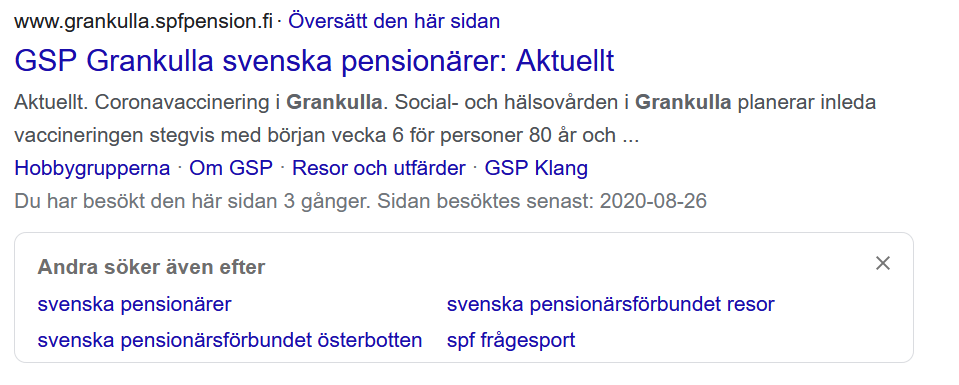 www.grankulla.spfpension.fi · Översätt den här sidan
GSP Grankulla svenska pensionärer: Aktuellt
Aktuellt. Coronavaccinering i Grankulla. Social- och hälsovården i Grankulla planerar inleda
vaccineringen stegvis med början vecka 6 för personer 80 år och ...
Hobbygrupperna · Om GSP · Resor och utfärder · GSP Klang
Du har besökt den här sidan 3 gånger. Sidan besöktes senast: 2020-08-26
Andra söker även efter
svenska pensionärer
svenska pensionärsförbundet resor
svenska pensionärsförbundet österbotten
spf frågesport